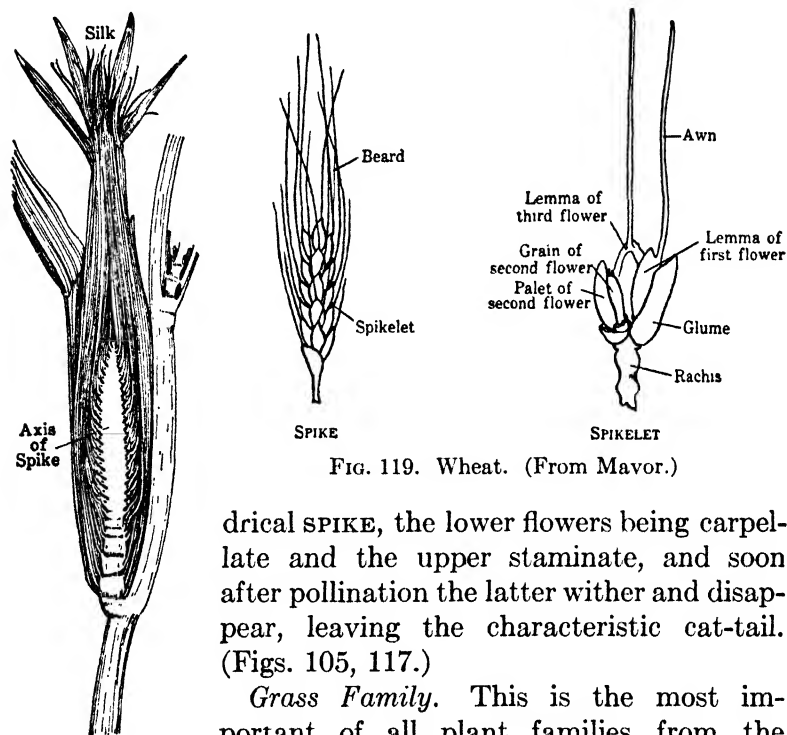 Silk
Axis
of
Spike
Beard
Spikelet
SPIKE
Awn
Lemma of
third flower
Grain of
second flower
Palet of
second flower
Lemma of
first flower
Glume
Rachis
SPIKELET
FIG. 119. Wheat. (From Mavor.)
drical SPIKE, the lower flowers being carpel-
late and the upper staminate, and soon
after pollination the latter wither and disap-
pear, leaving the characteristic cat-tail.
(Figs. 105, 117.)
Grass Family. This is the most im-
portant of all plant families from the